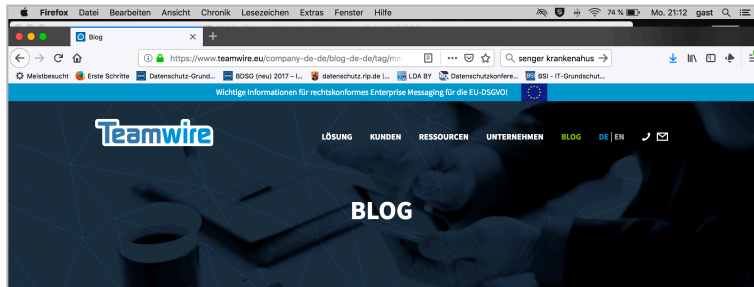 Firefox Datei Bearbeiten Ansicht Chronik Lesezeichen Extras Fenster Hilfe 74 % Mo. 21:12 gast
Blog
https://www.teamwire.eu/company-de-de/blog-de-de/tag/me senger krankenahus
Meistbesucht Erste Schritte Datenschutz-Grund... BDSG (neu) 2017 – I... datenschutz.rlp.de |... LDA BY Datenschutzkonfere... BSI BSI - IT-Grundschut...
Wichtige Informationen für rechtskonformes Enterprise Messaging für die EU-DSGVO!
Teamwire LÖSUNG KUNDEN RESSOURCEN UNTERNEHMEN BLOG DE | EN
BLOG